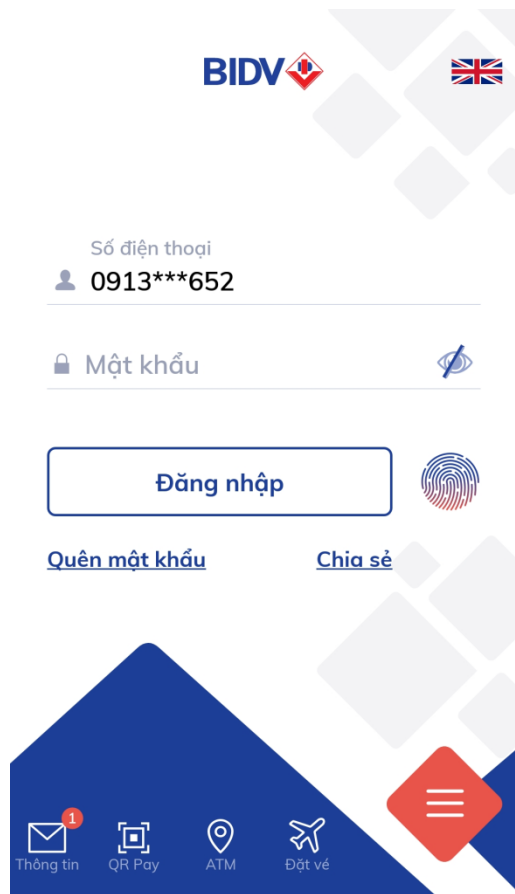 BIDV
Số điện thoại
0913***652
Mật khẩu
Đăng nhập
Quên mật khẩu Chia sẻ
1
Thông tin QR Pay ATM Đặt vé